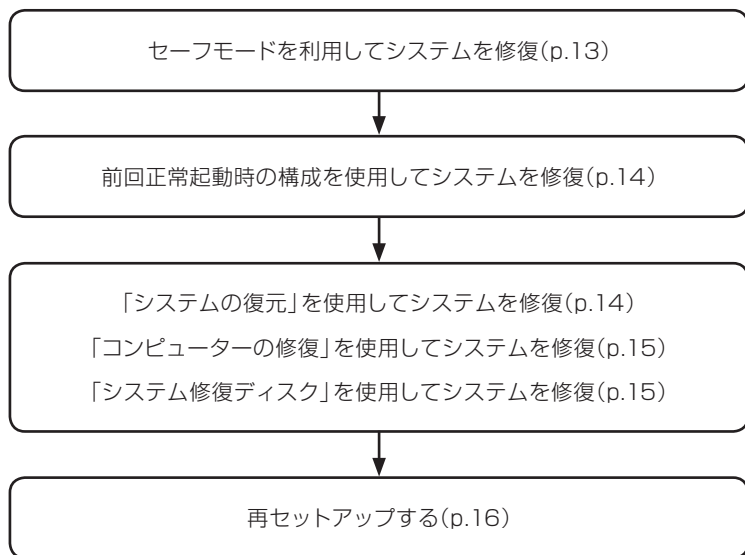 セーフモードを利用してシステムを修復(p.13)
前回正常起動時の構成を使用してシステムを修復(p.14)
「システムの復元」を使用してシステムを修復(p.14)
「コンピューターの修復」を使用してシステムを修復(p.15)
「システム修復ディスク」を使用してシステムを修復(p.15)
再セットアップする(p.16)